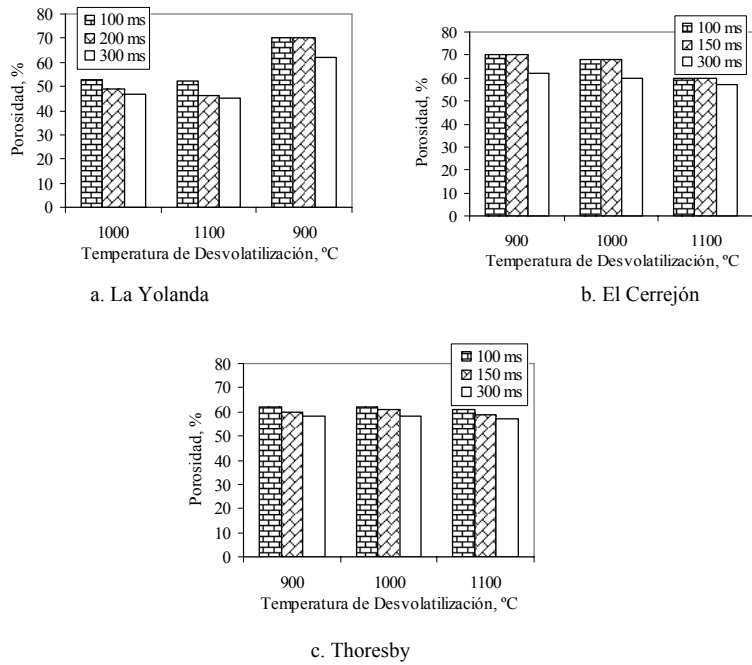 80
70
60
50
40
30
20
10
0
Porosidad, %
100 ms
200 ms
300 ms
1000 1100 900
Temperatura de Desvolatilización, ºC
a. La Yolanda
80
70
60
50
40
30
20
10
0
Porosidad, %
100 ms
150 ms
300 ms
900 1000 1100
Temperatura de Desvolatilización, ºC
b. El Cerrejón
80
70
60
50
40
30
20
10
0
Porosidad, %
100 ms
150 ms
300 ms
900 1000 1100
Temperatura de Desvolatilización, ºC
c. Thoresby